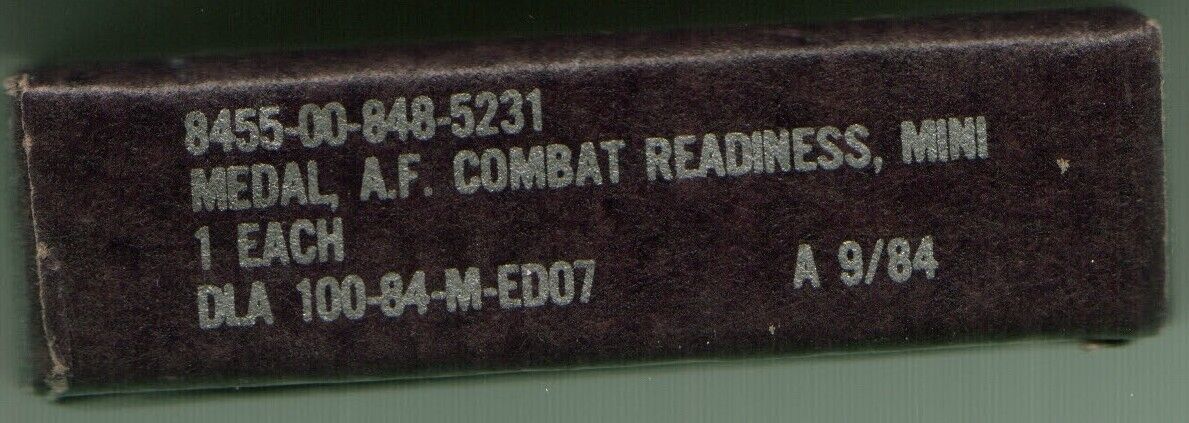 8455-00-848-5231
MEDAL, A.F. COMBAT READINESS, MINI
1 EACH
DLA 100-84-M-ED07 A 9/84